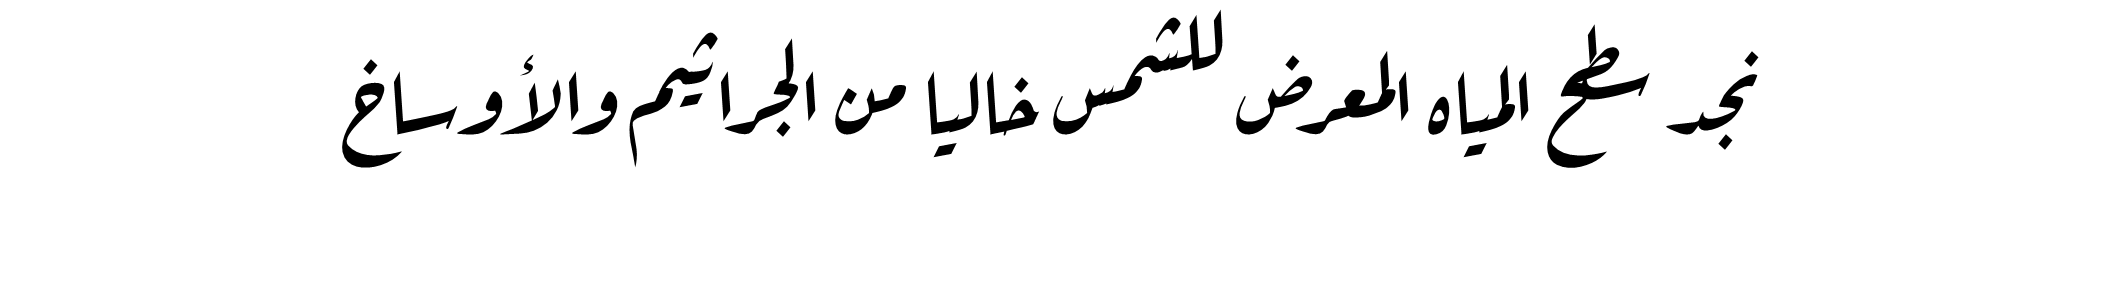 نجد سطح المياه المعرض للشمس خاليا من الجراثيم والأوساخ